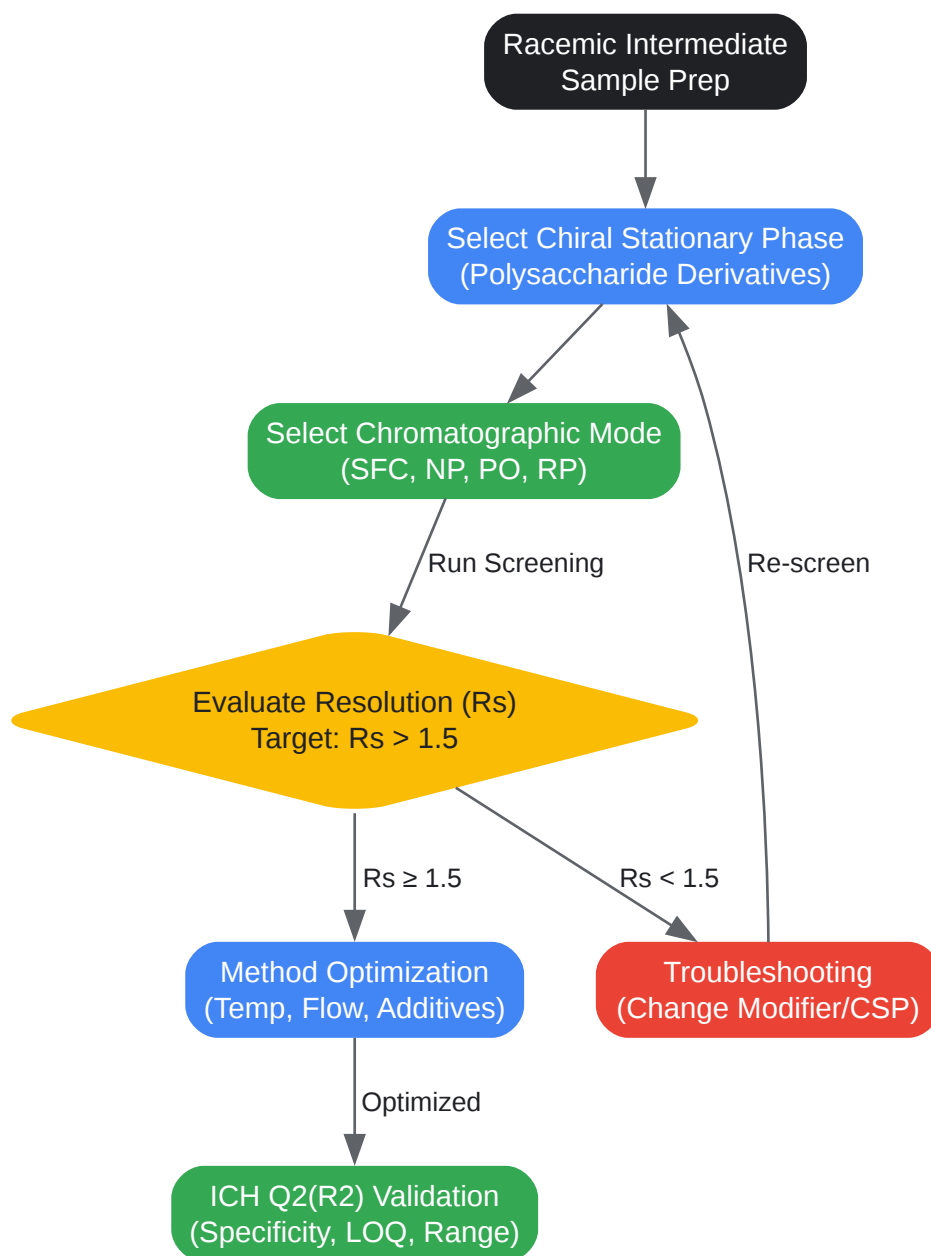 Racemic Intermediate
Sample Prep
Select Chiral Stationary Phase
(Polysaccharide Derivatives)
Select Chromatographic Mode
(SFC, NP, PO, RP)
Run Screening
Re-screen
Evaluate Resolution (Rs)
Target: Rs > 1.5
Rs ≥ 1.5
Rs < 1.5
Method Optimization
(Temp, Flow, Additives)
Troubleshooting
(Change Modifier/CSP)
Optimized
ICH Q2(R2) Validation
(Specificity, LOQ, Range)